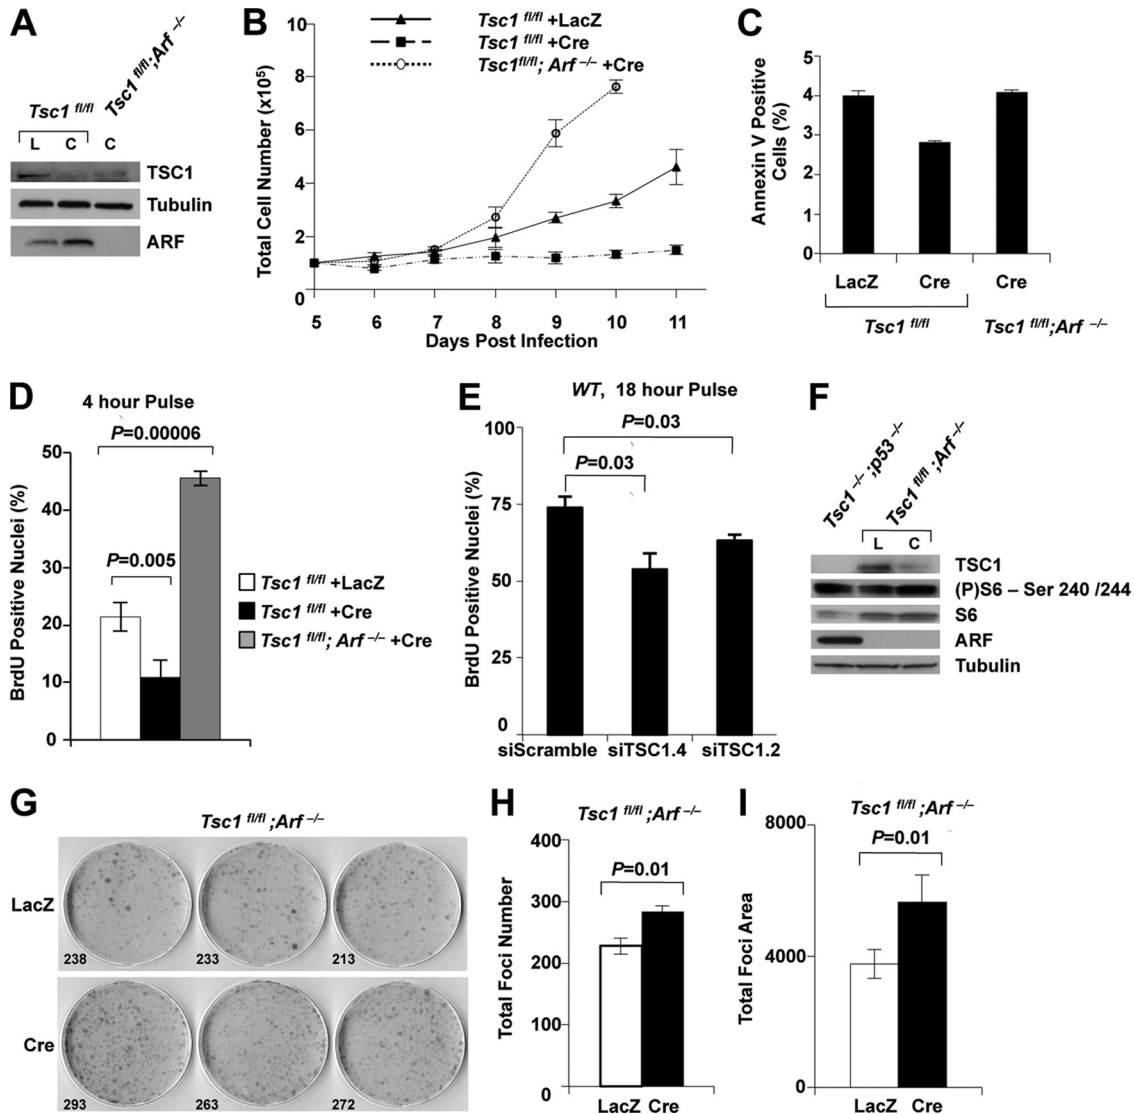 A
Tsc1 fl/fl
Tsc1 fl/fl;Arf –/–
L C C
TSC1
Tubulin
ARF
B
Tsc1 fl/fl +LacZ
Tsc1 fl/fl +Cre
Tsc1fl/fl; Arf –/– +Cre
Total Cell Number (x10⁵)
10
8
6
4
2
0
5 6 7 8 9 10 11
Days Post Infection
C
Annexin V Positive
Cells (%)
5
4
3
2
1
0
LacZ Cre Cre
Tsc1 fl/fl Tsc1 fl/fl;Arf –/–
D
4 hour Pulse
P=0.00006
P=0.005
BrdU Positive Nuclei (%)
50
40
30
20
10
0
Tsc1 fl/fl +LacZ
Tsc1 fl/fl +Cre
Tsc1 fl/fl; Arf –/– +Cre
E
WT, 18 hour Pulse
P=0.03
P=0.03
BrdU Positive Nuclei (%)
100
75
50
25
0
siScramble siTSC1.4 siTSC1.2
F
Tsc1 –/– ;p53 –/–
Tsc1 fl/fl ;Arf –/–
L C
TSC1
(P)S6 – Ser 240 /244
S6
ARF
Tubulin
G
Tsc1 fl/fl ;Arf –/–
LacZ
238 233 213
Cre
293 263 272
H
Tsc1 fl/fl ;Arf –/–
P=0.01
Total Foci Number
400
300
200
100
0
LacZ Cre
I
Tsc1 fl/fl ;Arf –/–
P=0.01
Total Foci Area
8000
4000
0
LacZ Cre